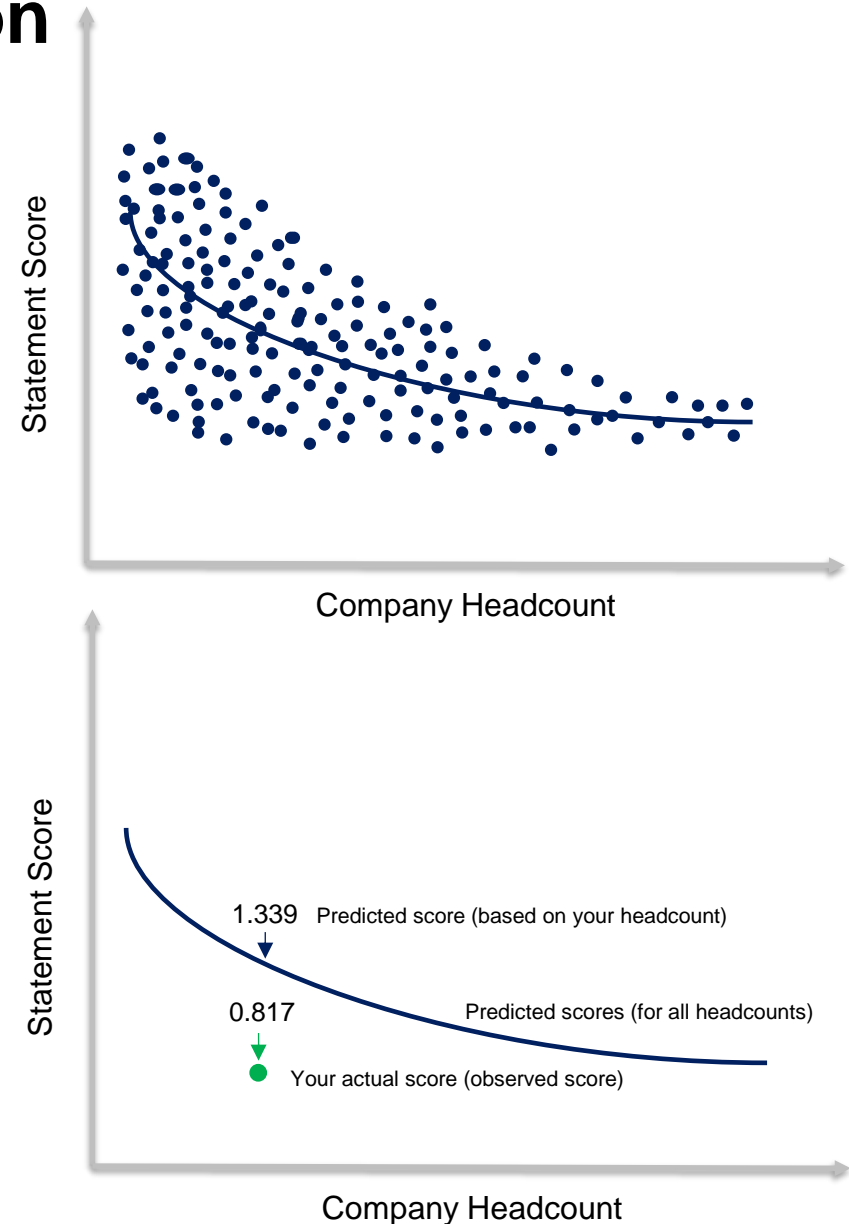 on
Statement Score
Company Headcount
Statement Score
1.339 Predicted score (based on your headcount)
0.817 Predicted scores (for all headcounts)
Your actual score (observed score)
Company Headcount